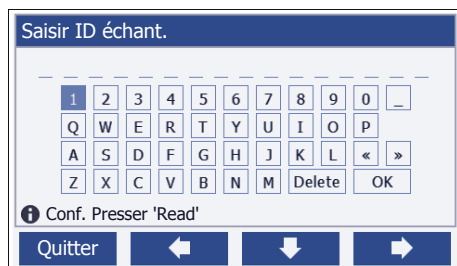 Saisir ID échant.
_ _ _ _ _ _ _ _ _ _ _ _ _ _ _ _
1 2 3 4 5 6 7 8 9 0 _
Q W E R T Y U I O P
A S D F G H J K L « »
Z X C V B N M Delete OK
Conf. Presser 'Read'
Quitter